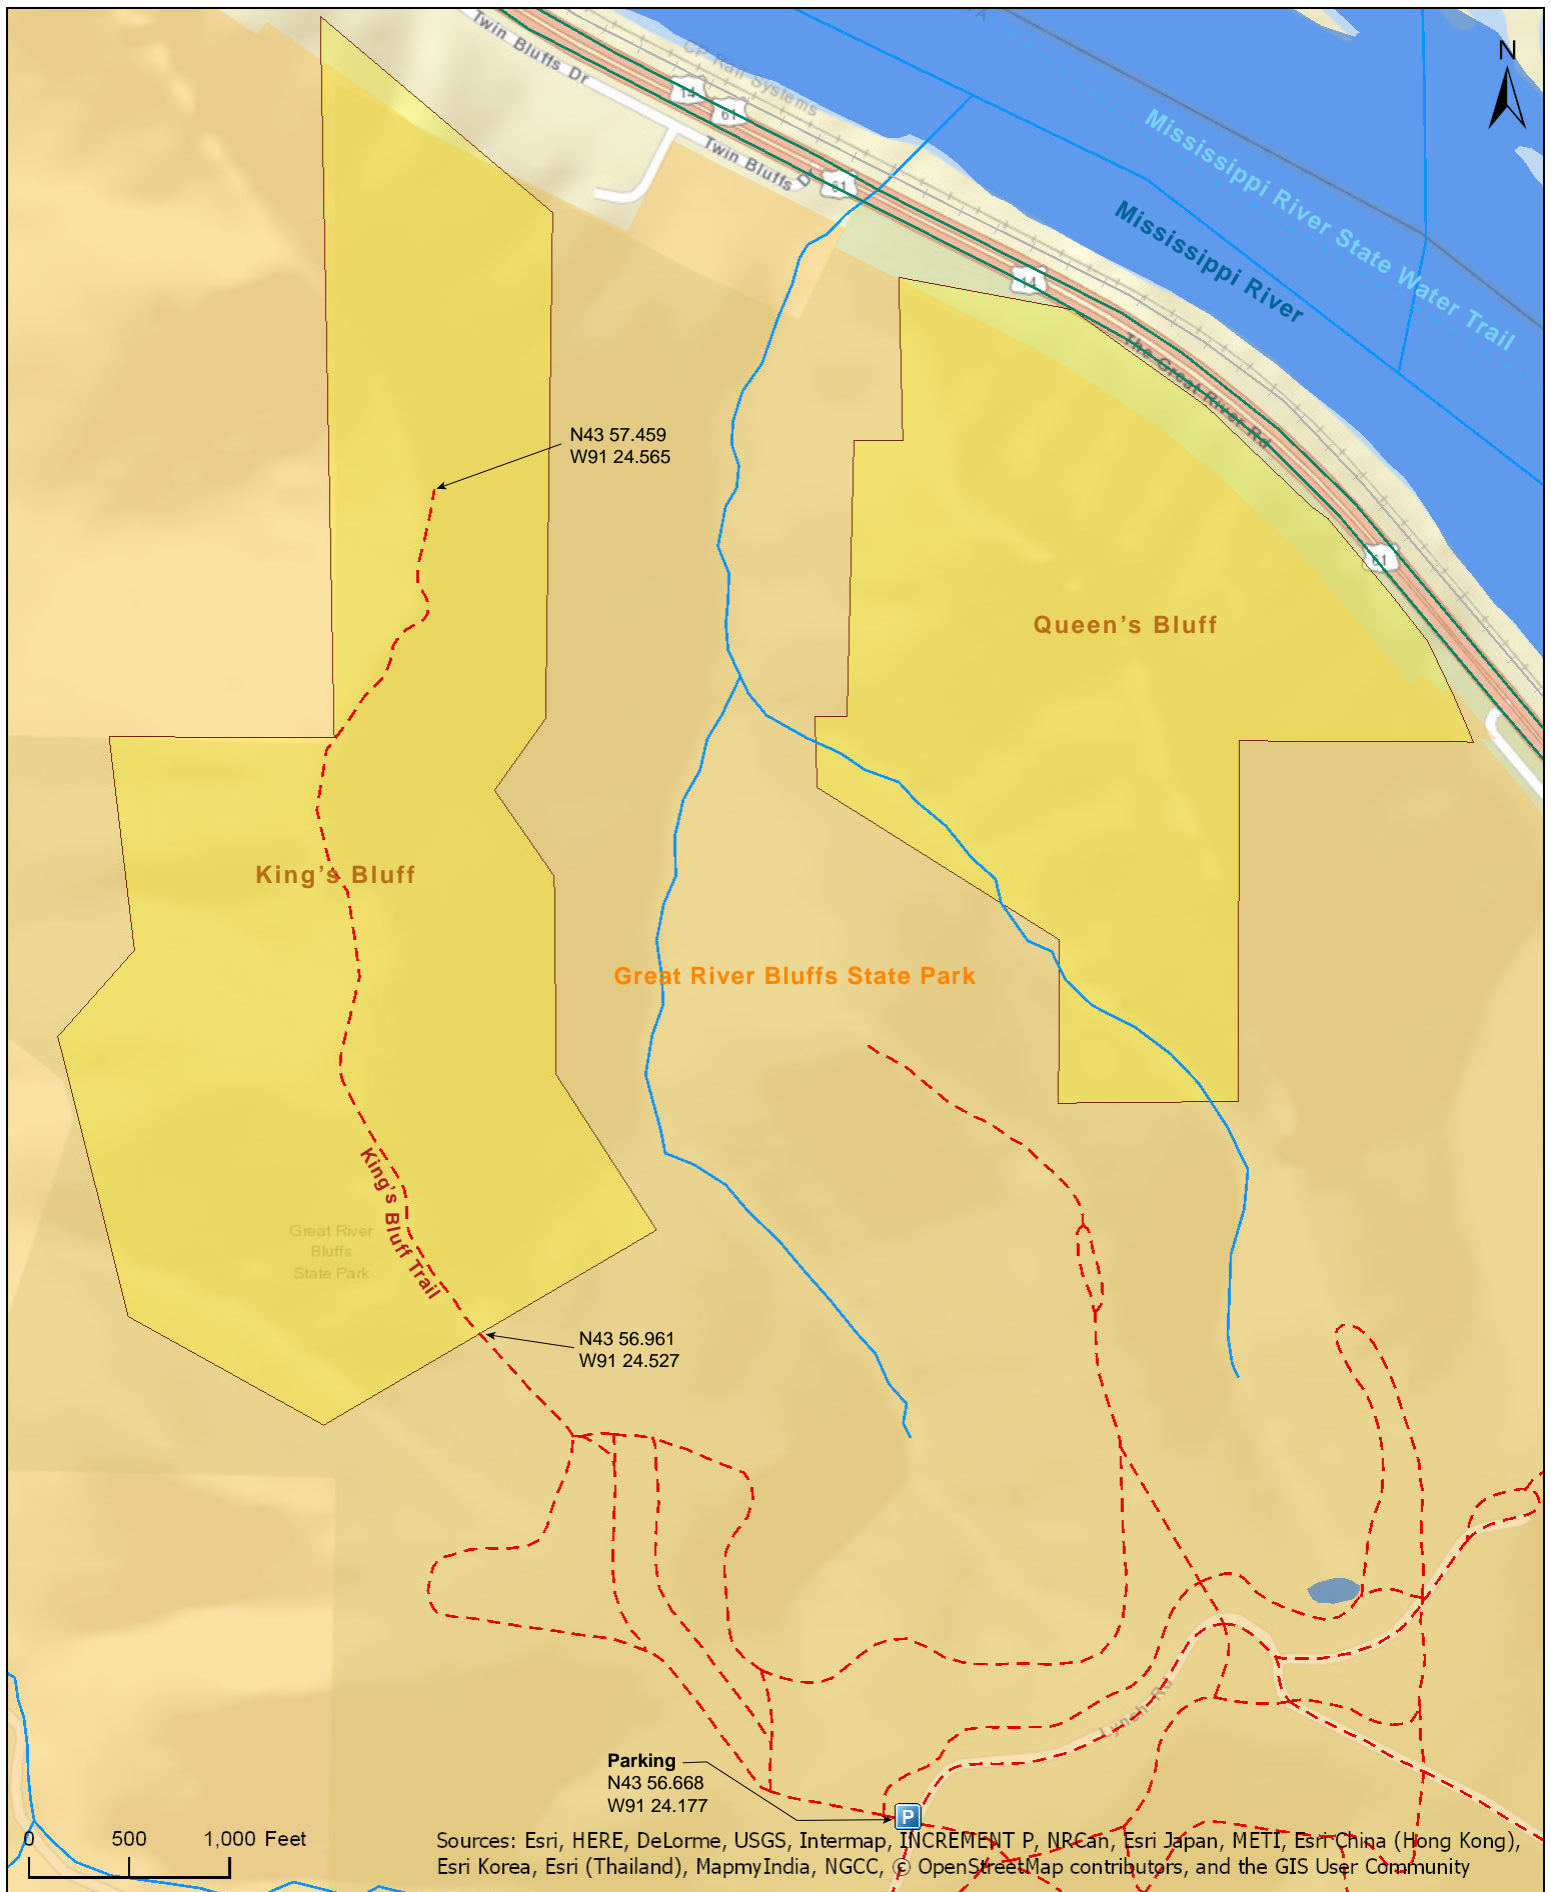 Twin Bluffs Dr
CP Rail Systems
N
14
61
Twin Bluffs Dr
61
Mississippi River State Water Trail
Mississippi River
14
The Great River Rd
N43 57.459
W91 24.565
61
Queen's Bluff
King's Bluff
Great River Bluffs State Park
King's Bluff Trail
Great River
Bluffs
State Park
N43 56.961
W91 24.527
Lynch Rd
Parking
N43 56.668
W91 24.177
P
0 500 1,000 Feet
Sources: Esri, HERE, DeLorme, USGS, Intermap, INCREMENT P, NRCan, Esri Japan, METI, Esri China (Hong Kong),
Esri Korea, Esri (Thailand), MapmyIndia, NGCC, © OpenStreetMap contributors, and the GIS User Community